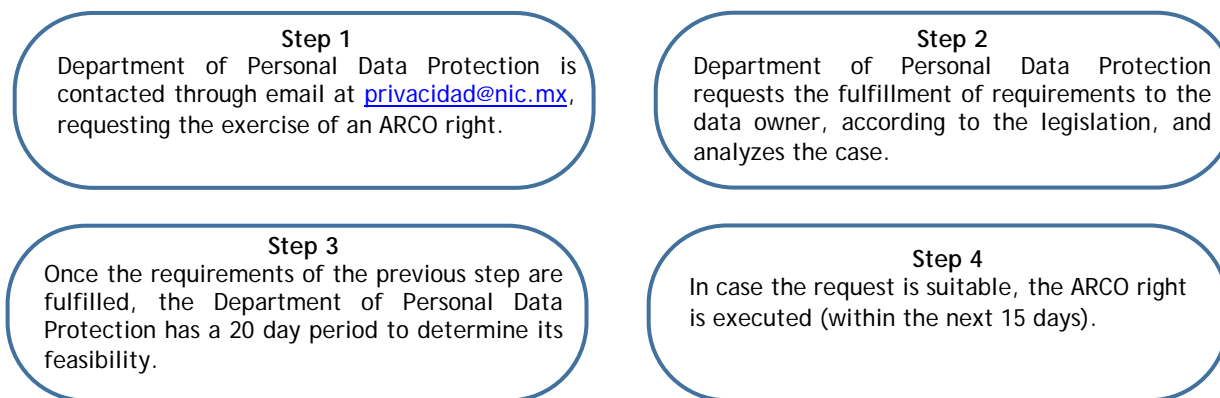 Step 1
Department of Personal Data Protection is
contacted through email at privacidad@nic.mx,
requesting the exercise of an ARCO right.
Step 2
Department of Personal Data Protection
requests the fulfillment of requirements to the
data owner, according to the legislation, and
analyzes the case.
Step 3
Once the requirements of the previous step are
fulfilled, the Department of Personal Data
Protection has a 20 day period to determine its
feasibility.
Step 4
In case the request is suitable, the ARCO right
is executed (within the next 15 days).